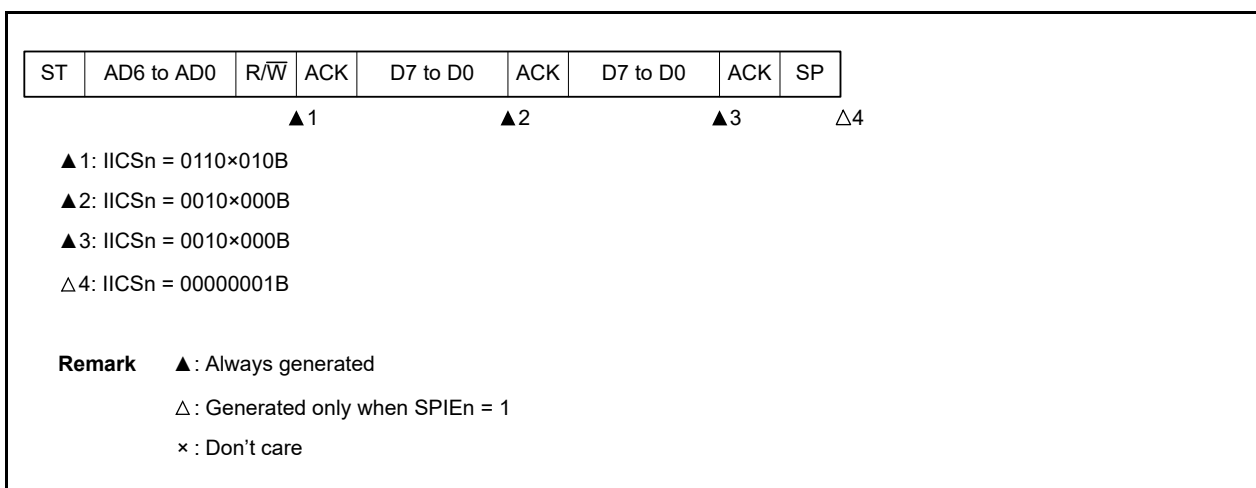 ST AD6 to AD0 R/W̅ ACK D7 to D0 ACK D7 to D0 ACK SP
▲1 ▲2 ▲3 △4
▲1: IICSn = 0110×010B
▲2: IICSn = 0010×000B
▲3: IICSn = 0010×000B
△4: IICSn = 00000001B
Remark ▲: Always generated
△: Generated only when SPIEn = 1
× : Don't care